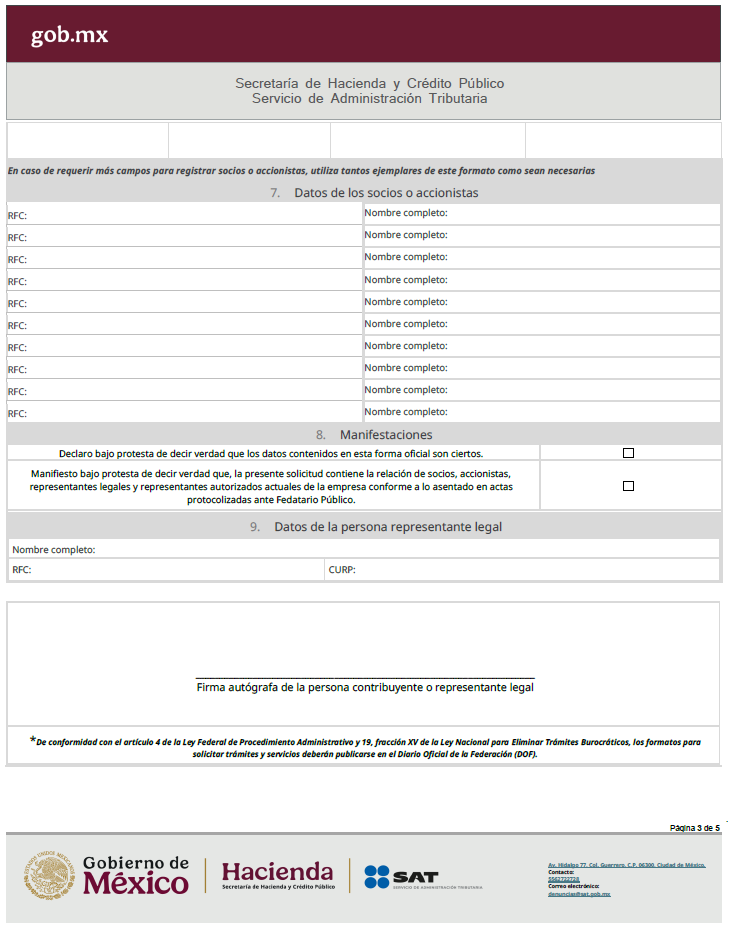 gob.mx
Secretaría de Hacienda y Crédito Público
Servicio de Administración Tributaria
En caso de requerir más campos para registrar socios o accionistas, utiliza tantos ejemplares de este formato como sean necesarias
7. Datos de los socios o accionistas
RFC: Nombre completo:
RFC: Nombre completo:
RFC: Nombre completo:
RFC: Nombre completo:
RFC: Nombre completo:
RFC: Nombre completo:
RFC: Nombre completo:
RFC: Nombre completo:
RFC: Nombre completo:
RFC: Nombre completo:
8. Manifestaciones
Declaro bajo protesta de decir verdad que los datos contenidos en esta forma oficial son ciertos.
Manifiesto bajo protesta de decir verdad que, la presente solicitud contiene la relación de socios, accionistas,
representantes legales y representantes autorizados actuales de la empresa conforme a lo asentado en actas
protocolizadas ante Fedatario Público.
9. Datos de la persona representante legal
Nombre completo:
RFC: CURP:
Firma autógrafa de la persona contribuyente o representante legal
*De conformidad con el artículo 4 de la Ley Federal de Procedimiento Administrativo y 19, fracción XV de la Ley Nacional para Eliminar Trámites Burocráticos, los formatos para
solicitar trámites y servicios deberán publicarse en el Diario Oficial de la Federación (DOF).
Página 3 de 5
ESTADOS UNIDOS MEXICANOS
Gobierno de
México
Hacienda
Secretaría de Hacienda y Crédito Público
SAT
SERVICIO DE ADMINISTRACIÓN TRIBUTARIA
Av. Hidalgo 77, Col. Guerrero, C.P. 06300, Ciudad de México.
Contacto:
5562722728
Correo electrónico:
denuncias@sat.gob.mx